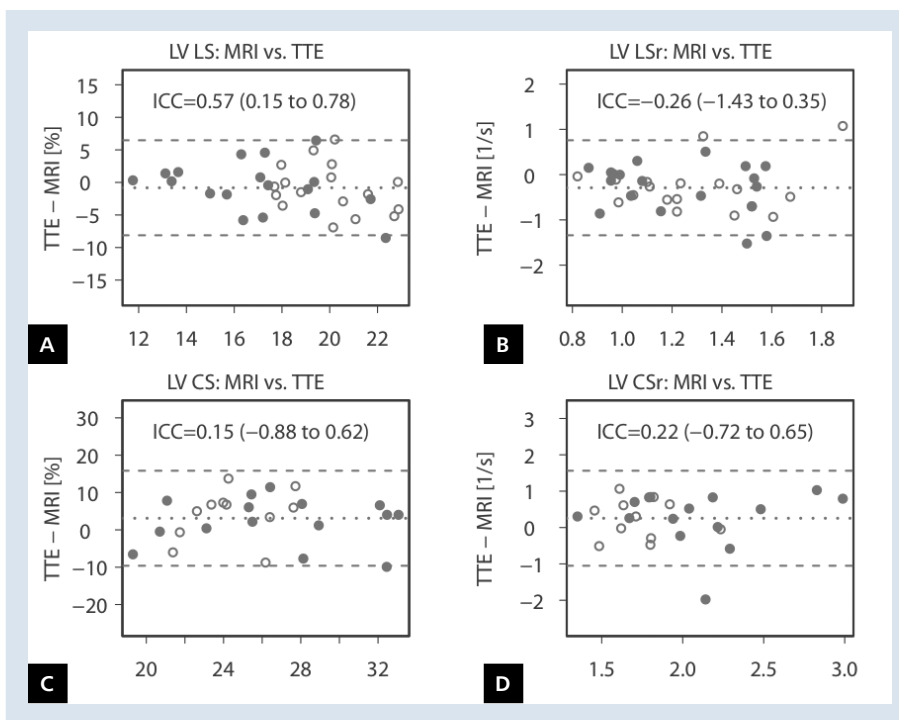 LV LS: MRI vs. TTE
ICC=0.57 (0.15 to 0.78)
TTE − MRI [%]
15
10
5
0
−5
−10
−15
12 14 16 18 20 22
A
LV LSr: MRI vs. TTE
ICC=−0.26 (−1.43 to 0.35)
TTE − MRI [1/s]
2
1
0
−1
−2
0.8 1.0 1.2 1.4 1.6 1.8
B
LV CS: MRI vs. TTE
ICC=0.15 (−0.88 to 0.62)
TTE − MRI [%]
30
20
10
0
−10
−20
20 24 28 32
C
LV CSr: MRI vs. TTE
ICC=0.22 (−0.72 to 0.65)
TTE − MRI [1/s]
3
2
1
0
−1
−2
1.5 2.0 2.5 3.0
D